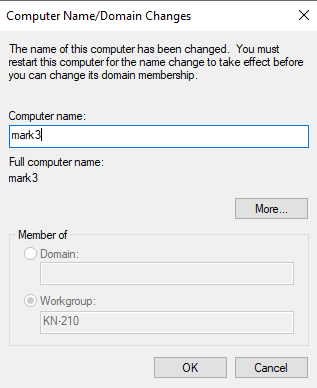 Computer Name/Domain Changes
The name of this computer has been changed.  You must
restart this computer for the name change to take effect before
you can change its domain membership.
Computer name:
mark3
Full computer name:
mark3
More...
Member of
Domain:
Workgroup:
KN-210
OK Cancel